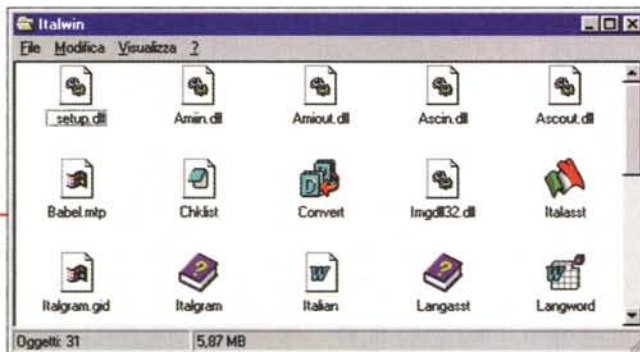 Italwin
File Modifica Visualizza ?
_setup.dll Amiin.dll Amiout.dll Ascin.dll Ascout.dll
Babel.mtp Chklist Convert Imgdll32.dll Italasst
Italgram.gid Italgram Italian Langasst Langword
Oggetti: 31 5,87 MB